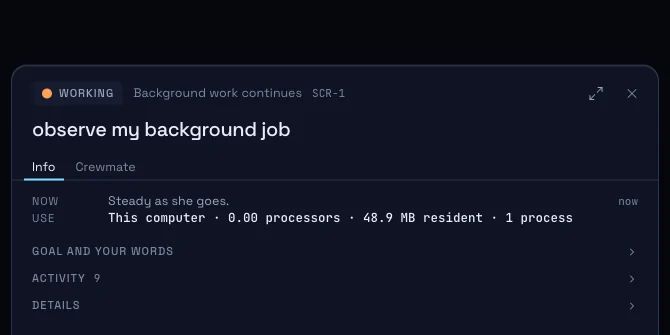 WORKING Background work continues SCR-1
observe my background job
Info Crewmate
NOW Steady as she goes. now
USE This computer · 0.00 processors · 48.9 MB resident · 1 process
GOAL AND YOUR WORDS
ACTIVITY 9
DETAILS